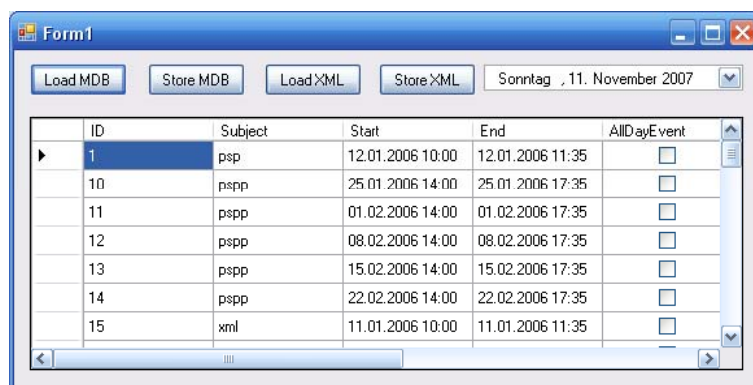 Form1
Load MDB Store MDB Load XML Store XML Sonntag , 11. November 2007
ID Subject Start End AllDayEvent
1 psp 12.01.2006 10:00 12.01.2006 11:35
10 pspp 25.01.2006 14:00 25.01.2006 17:35
11 pspp 01.02.2006 14:00 01.02.2006 17:35
12 pspp 08.02.2006 14:00 08.02.2006 17:35
13 pspp 15.02.2006 14:00 15.02.2006 17:35
14 pspp 22.02.2006 14:00 22.02.2006 17:35
15 xml 11.01.2006 10:00 11.01.2006 11:35